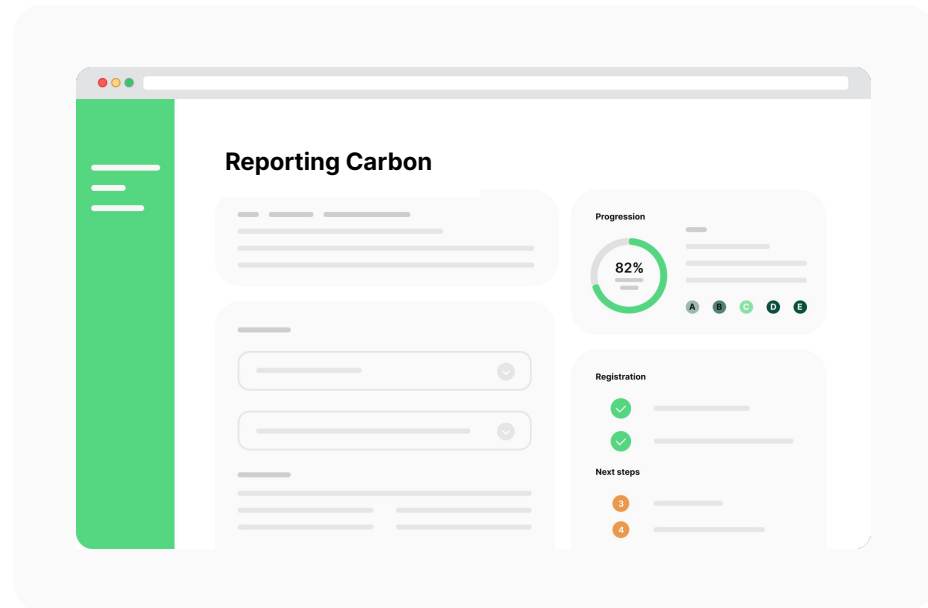 Reporting Carbon
Progression
82%
A B C D E
Registration
Next steps
3
4